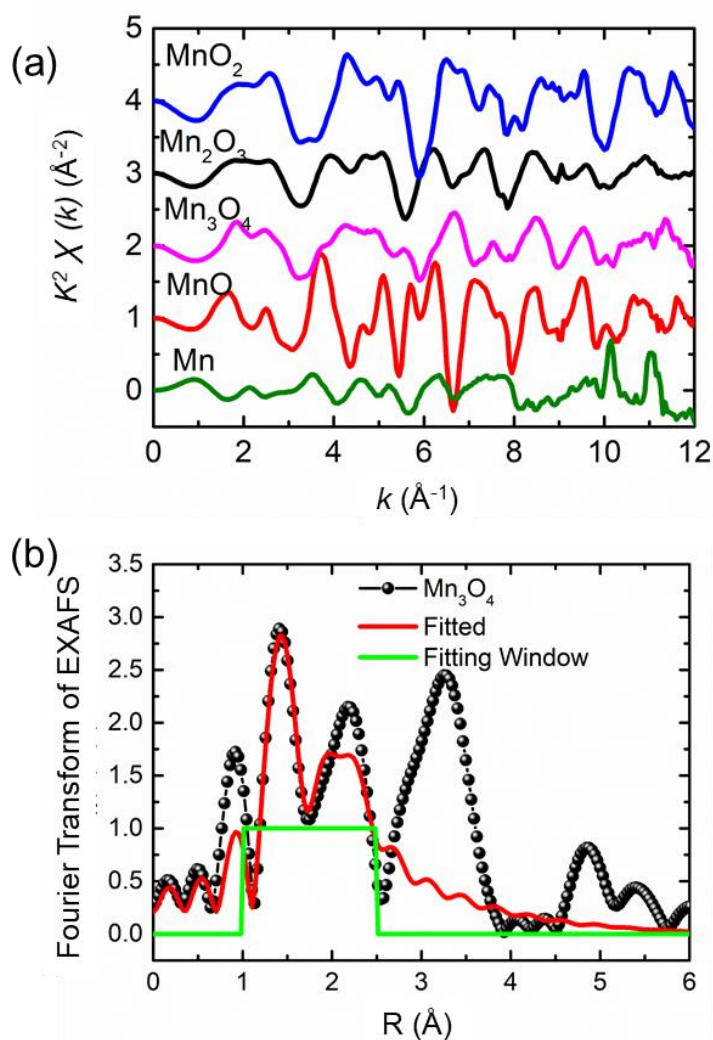 (a)
K² X (k) (Å⁻²)
5
4
3
2
1
0
MnO₂
Mn₂O₃
Mn₃O₄
MnO
Mn
0 2 4 6 8 10 12
k (Å⁻¹)
(b)
Fourier Transform of EXAFS
3.5
3.0
2.5
2.0
1.5
1.0
0.5
0.0
Mn₃O₄
Fitted
Fitting Window
0 1 2 3 4 5 6
R (Å)